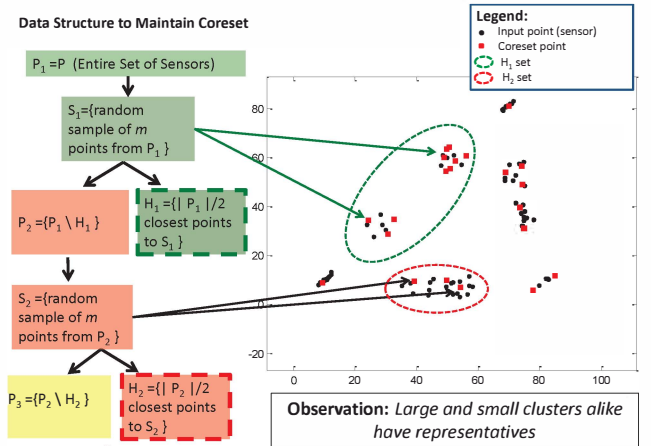 Data Structure to Maintain Coreset
P₁ =P (Entire Set of Sensors)
S₁={random
sample of m
points from P₁ }
P₂ ={P₁ \ H₁ }
H₁ ={| P₁ |/2
closest points
to S₁ }
S₂ ={random
sample of m
points from P₂ }
P₃ ={P₂ \ H₂ }
H₂ ={| P₂ |/2
closest points
to S₂ }
Legend:
Input point (sensor)
Coreset point
H₁ set
H₂ set
80
60
40
20
0
-20
0 20 40 60 80 100
Observation: Large and small clusters alike
have representatives